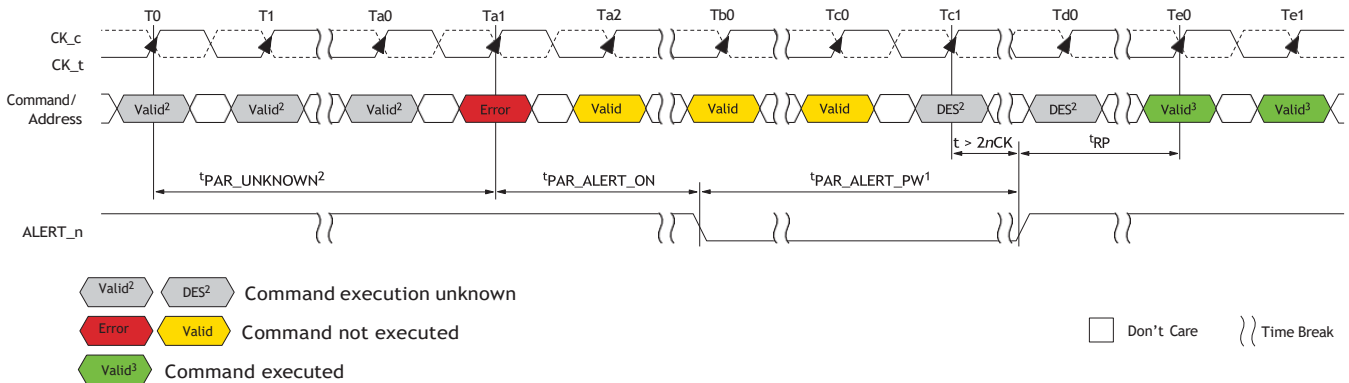 T0 T1 Ta0 Ta1 Ta2 Tb0 Tc0 Tc1 Td0 Te0 Te1
CK_c
CK_t
Command/
Address
Valid² Valid² Valid² Error Valid Valid Valid DES² DES² Valid³ Valid³
t > 2nCK tRP
tPAR_UNKNOWN² tPAR_ALERT_ON tPAR_ALERT_PW¹
ALERT_n
Valid² DES² Command execution unknown
Error Valid Command not executed
Don't Care Time Break
Valid³ Command executed